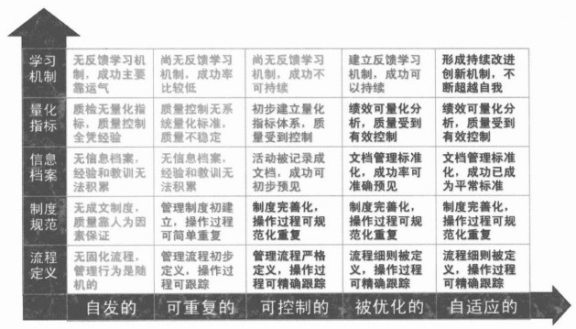 学习
机制
无反馈学习机
制，成功主要
靠运气
尚无反馈学习
机制，成功率
比较低
尚无反馈学习
机制，成功不
可持续
建立反馈学习
机制，成功可
以持续
形成持续改进
创新机制，不
断超越自我
量化
指标
质检无量化指
标，质量控制
全凭经验
质量控制无系
统量化标准，
质量不稳定
初步建立量化
指标体系，质
量受到控制
绩效可量化分
析，质量受到
有效控制
绩效可量化分
析，质量受到
有效控制
信息
档案
无信息档案，
经验和教训无
法积累
无信息档案，
经验和教训无
法积累
活动被记录成
文档，成功可
初步预见
文档管理标准
化，成功率可
准确预见
文档管理标准
化，成功已成
为平常标准
制度
规范
无成文制度，
质量靠人为因
素保证
管理制度初建
立，操作过程
可简单重复
制度完善化，
操作过程可规
范化重复
制度完善化，
操作过程可规
范化重复
制度完善化，
操作过程可规
范化重复
流程
定义
无固化流程，
管理行为是随
机的
管理流程初步
定义，操作过
程可跟踪
管理流程严格
定义，操作过
程可精确跟踪
流程细则被定
义，操作过程
可精确跟踪
流程细则被定
义，操作过程
可精确跟踪
自发的
可重复的
可控制的
被优化的
自适应的